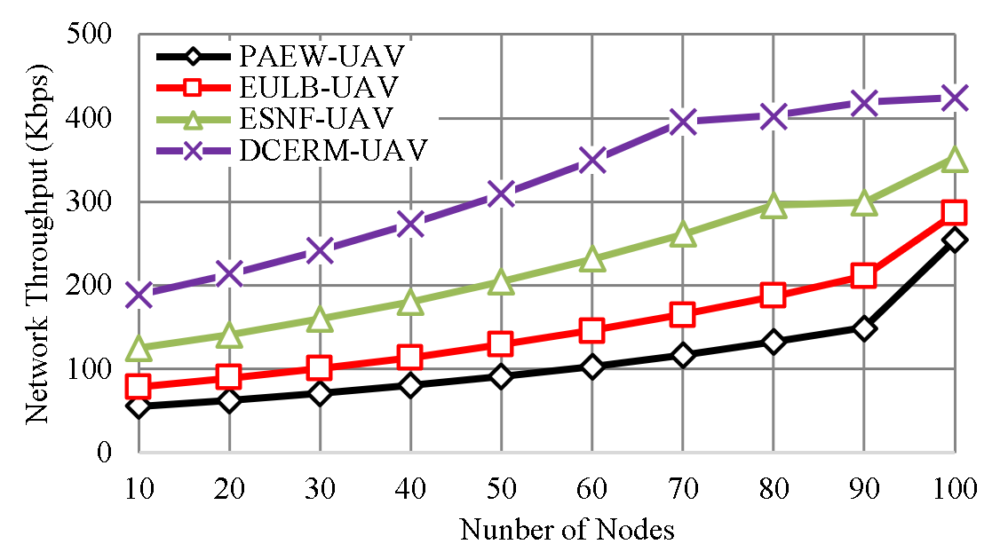 Network Throughput (Kbps)
500
400
300
200
100
0
PAEW-UAV
EULB-UAV
ESNF-UAV
DCERM-UAV
10 20 30 40 50 60 70 80 90 100
Nunber of Nodes